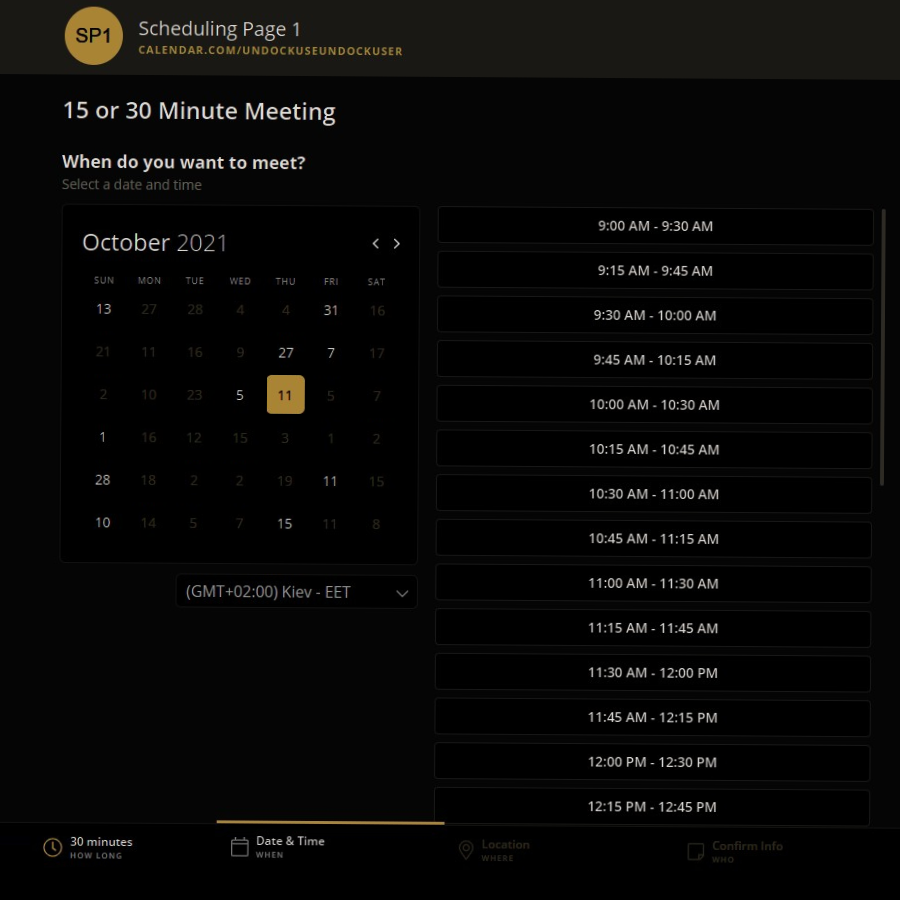 SP1
Scheduling Page 1
CALENDAR.COM/UNDOCKUSEUNDOCKUSER
15 or 30 Minute Meeting
When do you want to meet?
Select a date and time
October 2021
SUN MON TUE WED THU FRI SAT
13 27 28 4 4 31 16
21 11 16 9 27 7 17
2 10 23 5 11 5 7
1 16 12 15 3 1 2
28 18 2 2 19 11 15
10 14 5 7 15 11 8
(GMT+02:00) Kiev - EET
9:00 AM - 9:30 AM
9:15 AM - 9:45 AM
9:30 AM - 10:00 AM
9:45 AM - 10:15 AM
10:00 AM - 10:30 AM
10:15 AM - 10:45 AM
10:30 AM - 11:00 AM
10:45 AM - 11:15 AM
11:00 AM - 11:30 AM
11:15 AM - 11:45 AM
11:30 AM - 12:00 PM
11:45 AM - 12:15 PM
12:00 PM - 12:30 PM
12:15 PM - 12:45 PM
30 minutes
HOW LONG
Date & Time
WHEN
Location
WHERE
Confirm Info
WHO